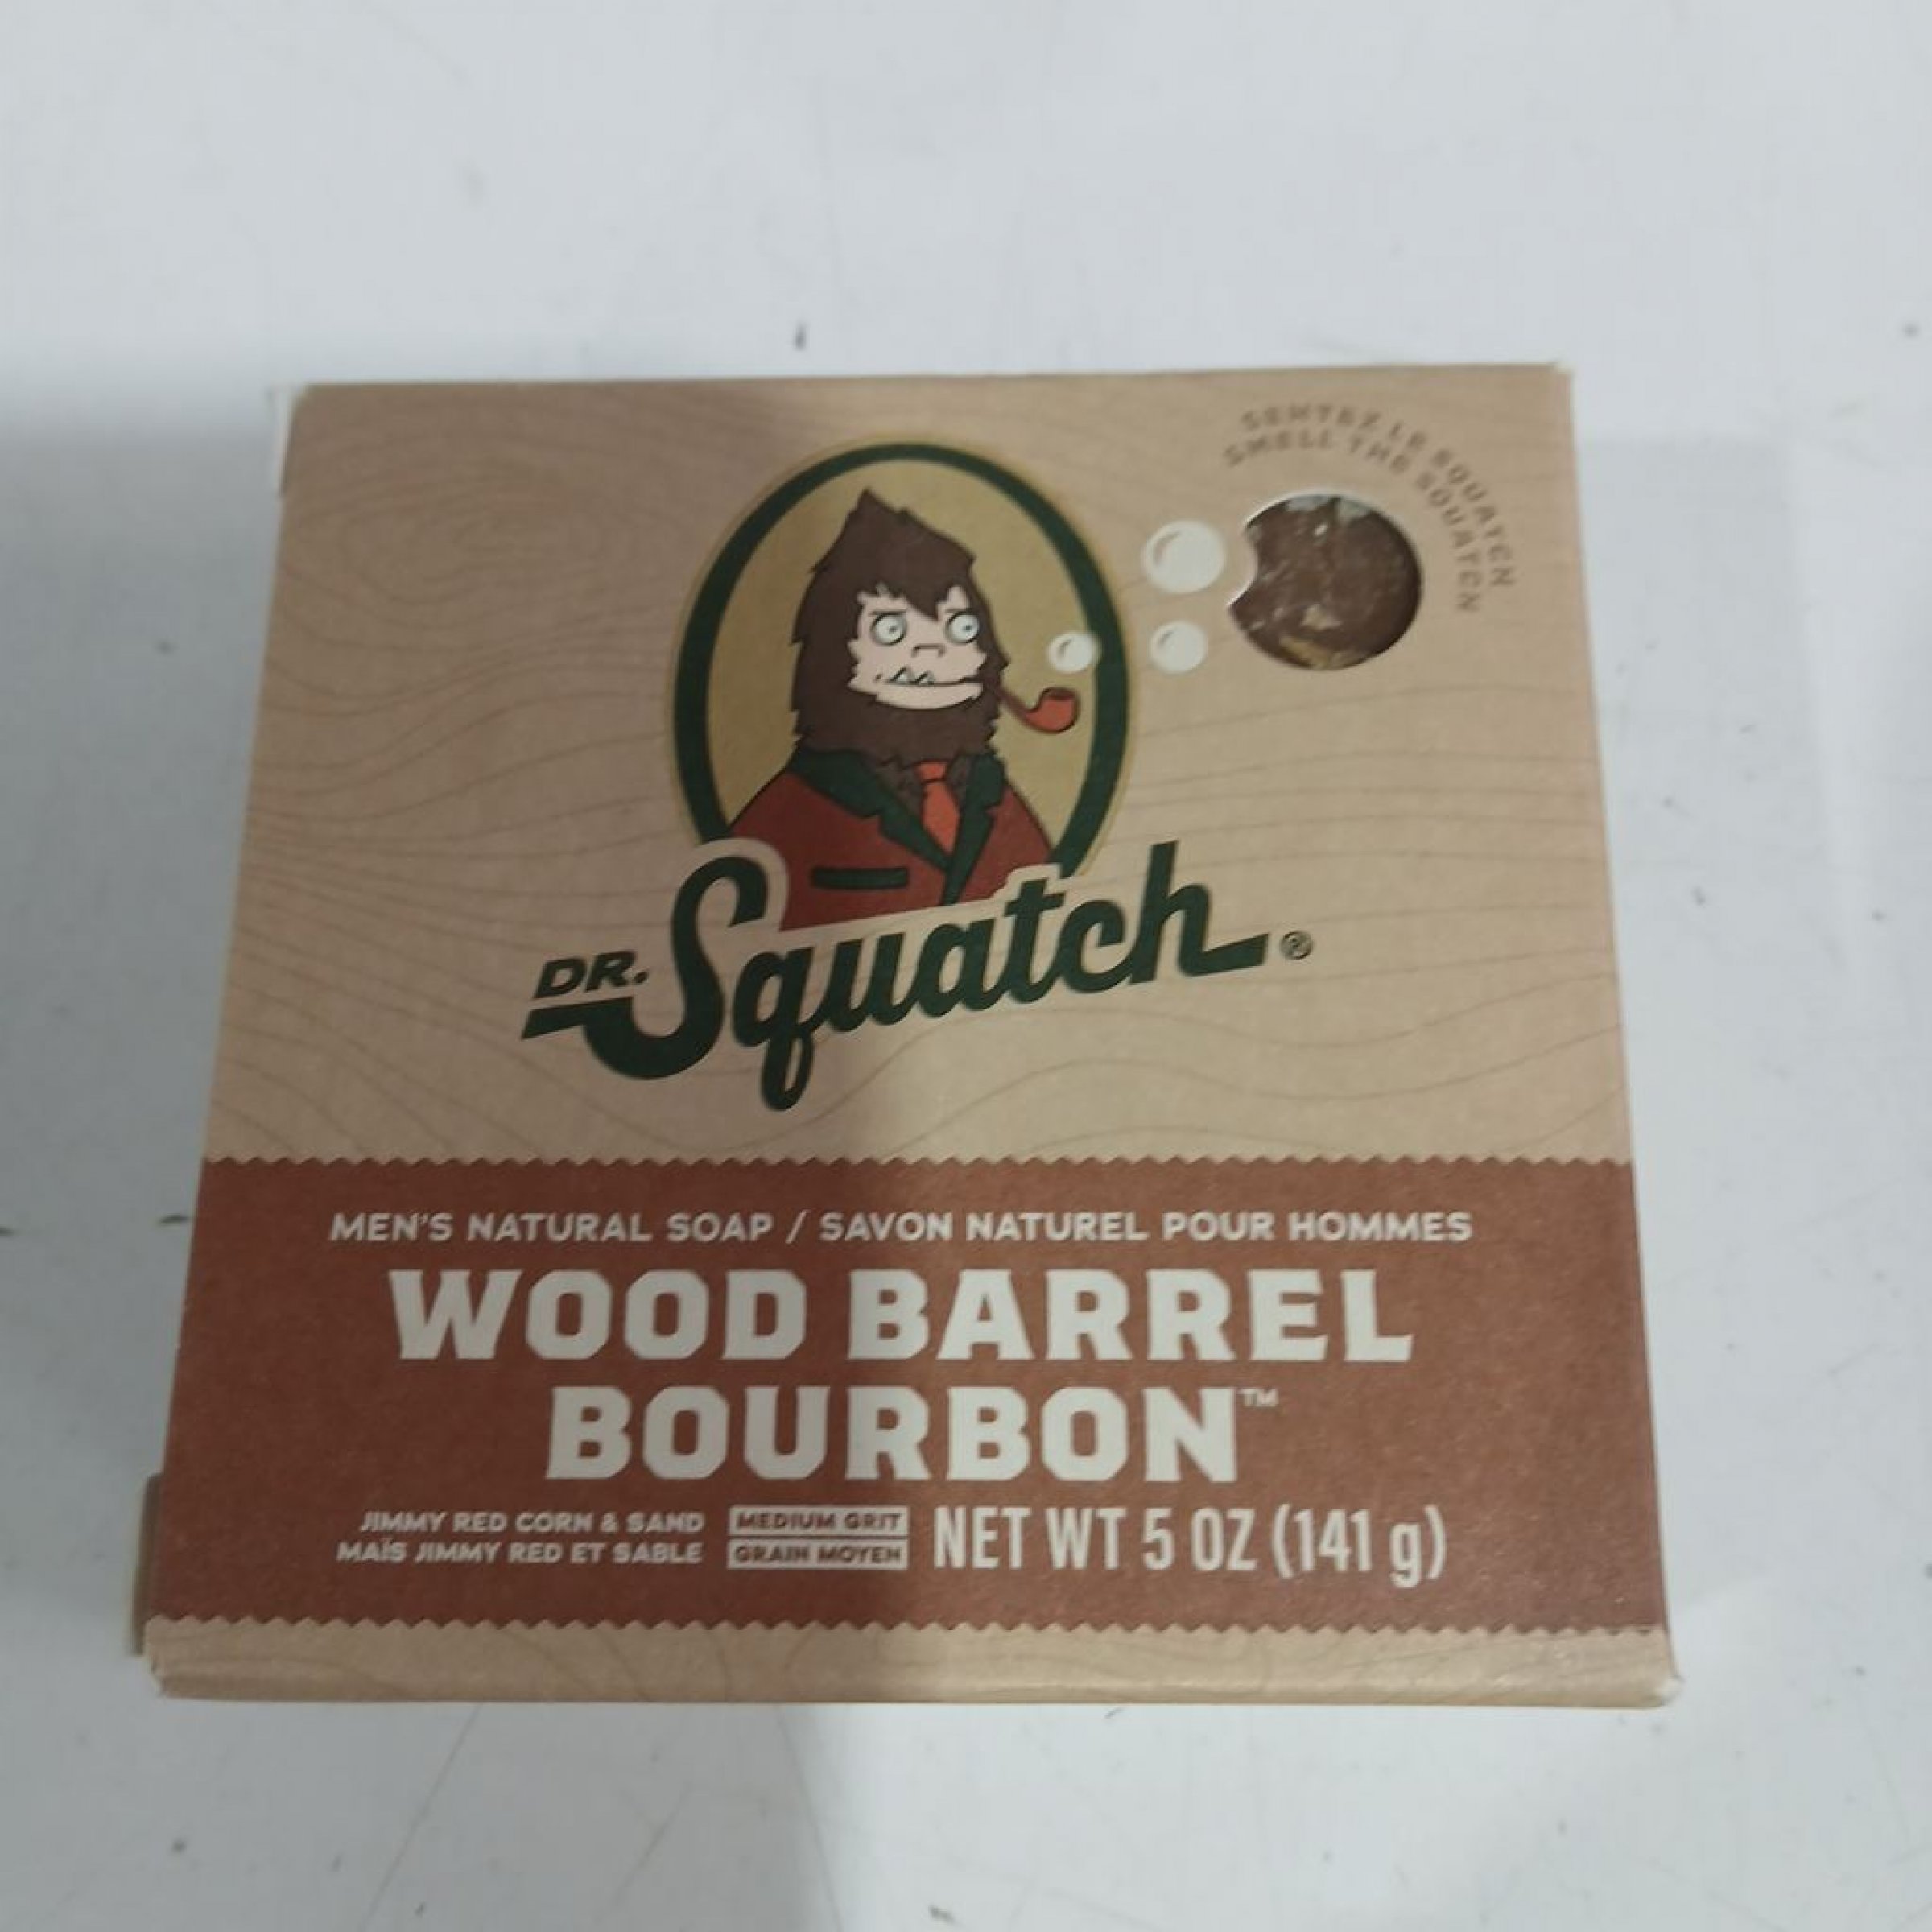 SENTEZ LE SQUATCH
SMELL THE SQUATCH
DR. Squatch ®
MEN'S NATURAL SOAP / SAVON NATUREL POUR HOMMES
WOOD BARREL
BOURBON™
JIMMY RED CORN & SAND
MAÏS JIMMY RED ET SABLE
MEDIUM GRIT
GRAIN MOYEN
NET WT 5 OZ (141 g)